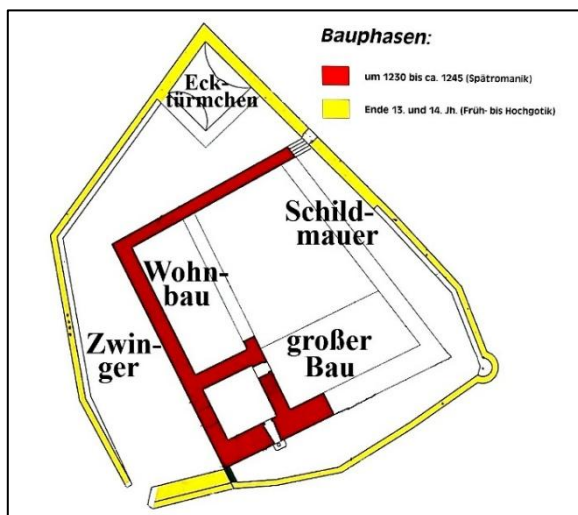 Bauphasen:
um 1230 bis ca. 1245 (Spätromanik)
Ende 13. und 14. Jh. (Früh- bis Hochgotik)
Eck-
türmchen
Schild-
mauer
Wohn-
bau
Zwin-
ger
großer
Bau